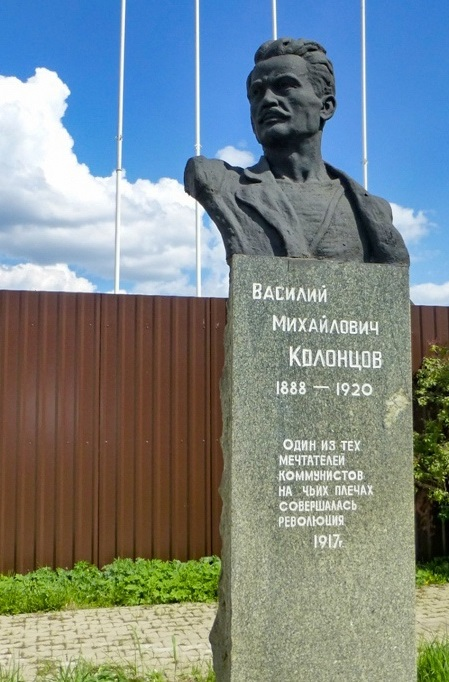 Василий
Михайлович
Колонцов
1888 — 1920
Один из тех
мечтателей
коммунистов
на чьих плечах
совершалась
революция
1917г.